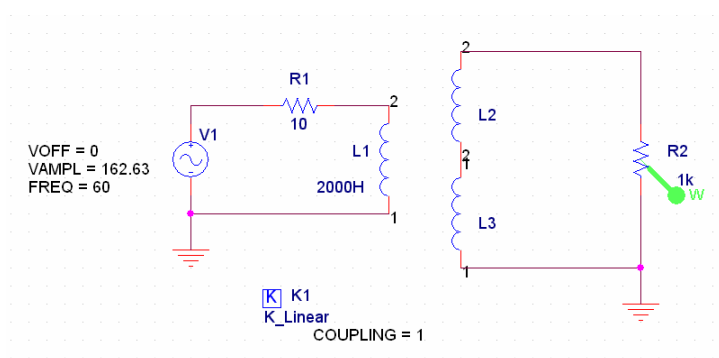 R1
10
2
V1
VOFF = 0
VAMPL = 162.63
FREQ = 60
L1
2000H
1
2
L2
2
1
L3
1
R2
1k
W
K K1
K_Linear
COUPLING = 1